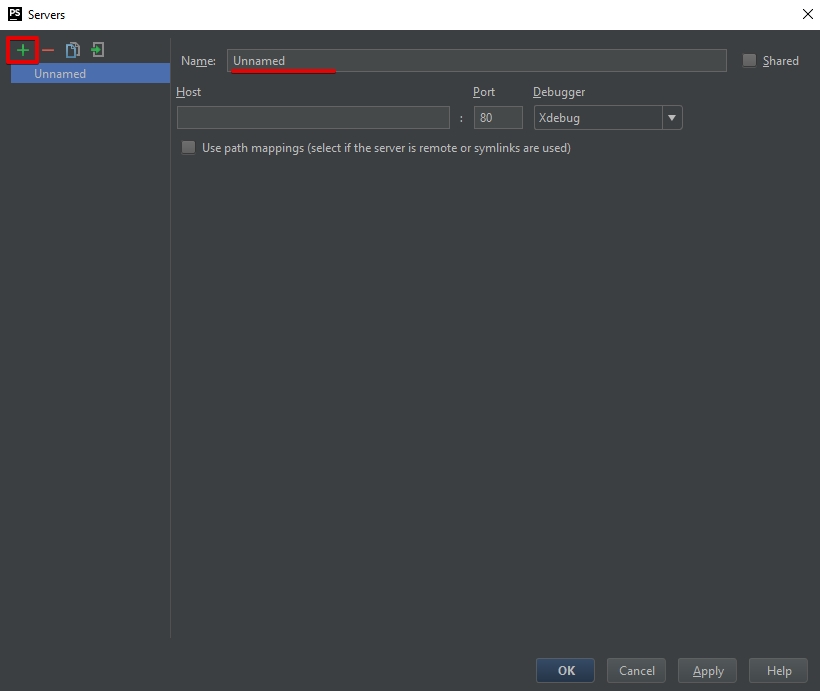 PS Servers
Unnamed
Name: Unnamed Shared
Host Port Debugger
: 80 Xdebug
Use path mappings (select if the server is remote or symlinks are used)
OK Cancel Apply Help